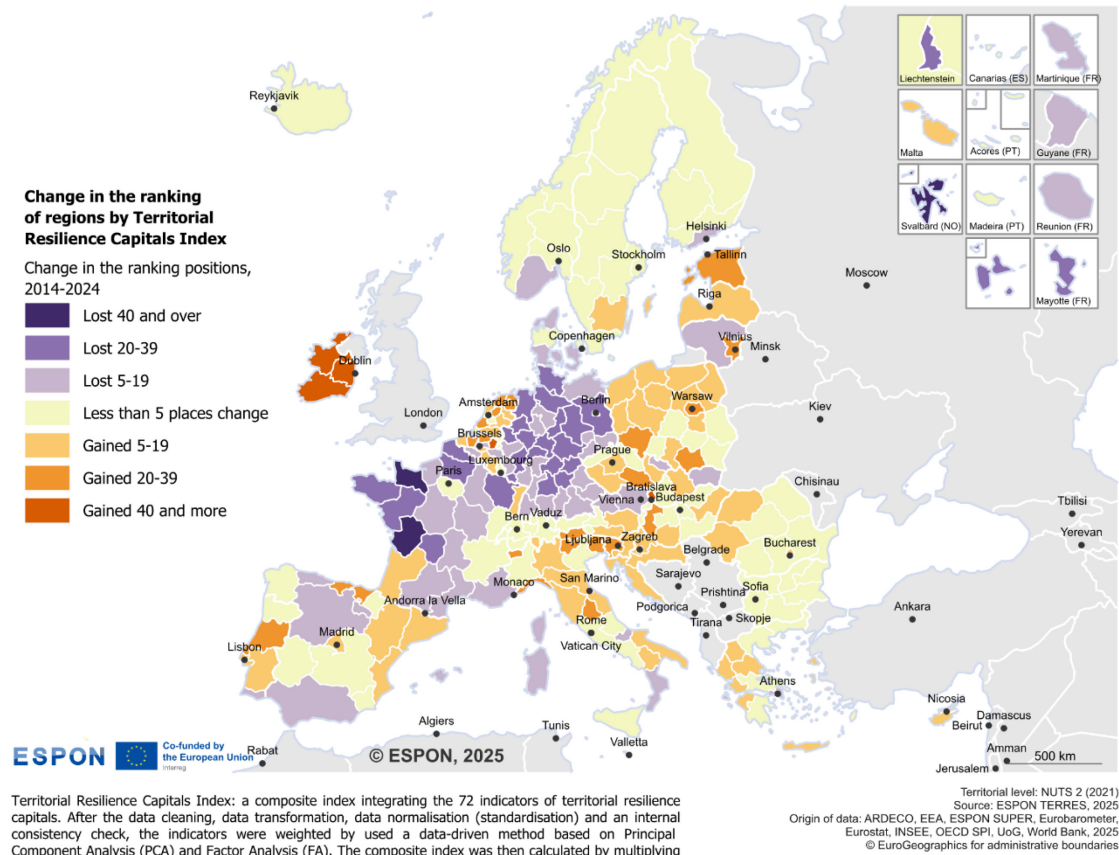 Reykjavik
Liechtenstein
Canarias (ES)
Martinique (FR)
Malta
Acores (PT)
Guyane (FR)
Svalbard (NO)
Madeira (PT)
Reunion (FR)
Mayotte (FR)
Change in the ranking
of regions by Territorial
Resilience Capitals Index
Change in the ranking positions,
2014-2024
Lost 40 and over
Lost 20-39
Lost 5-19
Less than 5 places change
Gained 5-19
Gained 20-39
Gained 40 and more
Helsinki
Oslo
Stockholm
Tallinn
Moscow
Riga
Copenhagen
Vilnius
Minsk
Dublin
Amsterdam
Berlin
Warsaw
London
Kiev
Brussels
Luxembourg
Prague
Paris
Chisinau
Bratislava
Vienna
Budapest
Tbilisi
Bern
Vaduz
Yerevan
Ljubljana
Zagreb
Bucharest
Belgrade
Monaco
San Marino
Sarajevo
Sofia
Prishtina
Andorra la Vella
Podgorica
Skopje
Ankara
Rome
Tirana
Madrid
Vatican City
Lisbon
Athens
Nicosia
Algiers
Tunis
Damascus
Beirut
Valletta
Amman
Rabat
Jerusalem
500 km
ESPON
Co-funded by
the European Union
Interreg
© ESPON, 2025
Territorial Resilience Capitals Index: a composite index integrating the 72 indicators of territorial resilience
capitals. After the data cleaning, data transformation, data normalisation (standardisation) and an internal
consistency check, the indicators were weighted by used a data-driven method based on Principal
Component Analysis (PCA) and Factor Analysis (FA). The composite index was then calculated by multiplying
Territorial level: NUTS 2 (2021)
Source: ESPON TERRES, 2025
Origin of data: ARDECO, EEA, ESPON SUPER, Eurobarometer,
Eurostat, INSEE, OECD SPI, UoG, World Bank, 2025
© EuroGeographics for administrative boundaries